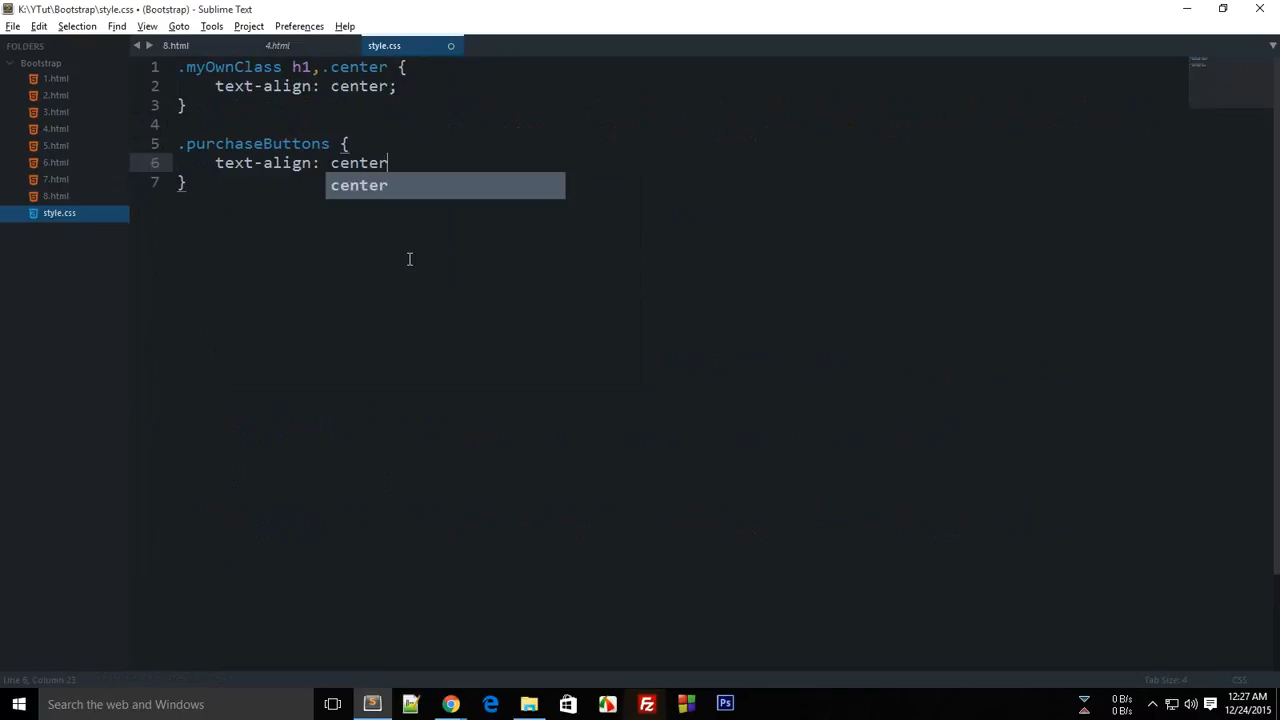 K:\YTut\Bootstrap\style.css • (Bootstrap) - Sublime Text
File Edit Selection Find View Goto Tools Project Preferences Help
FOLDERS
Bootstrap
1.html
2.html
3.html
4.html
5.html
6.html
7.html
8.html
style.css
8.html 4.html style.css
1 .myOwnClass h1,.center {
2 text-align: center;
3 }
4
5 .purchaseButtons {
6 text-align: center
7 }
center
Line 6, Column 23
Tab Size: 4 CSS
Search the web and Windows
S
e
Fz
Ps
0 B/s
0 B/s
12:27 AM
12/24/2015